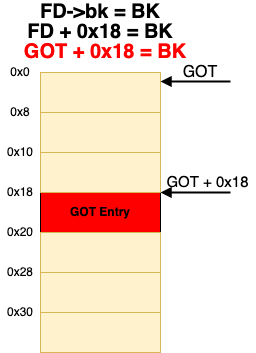 FD->bk = BK
FD + 0x18 = BK
GOT + 0x18 = BK
0x0
GOT
0x8
0x10
0x18
GOT + 0x18
GOT Entry
0x20
0x28
0x30